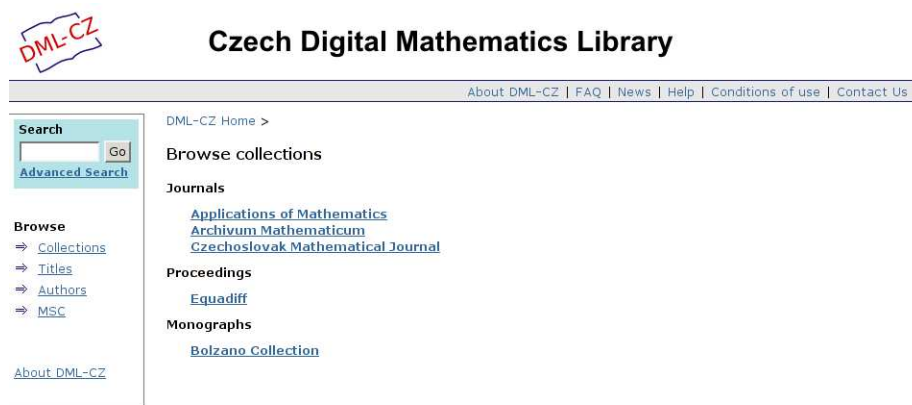 DML-CZ
Czech Digital Mathematics Library
About DML-CZ | FAQ | News | Help | Conditions of use | Contact Us
Search
Go
Advanced Search
Browse
⇒ Collections
⇒ Titles
⇒ Authors
⇒ MSC
About DML-CZ
DML-CZ Home >
Browse collections
Journals
Applications of Mathematics
Archivum Mathematicum
Czechoslovak Mathematical Journal
Proceedings
Equadiff
Monographs
Bolzano Collection